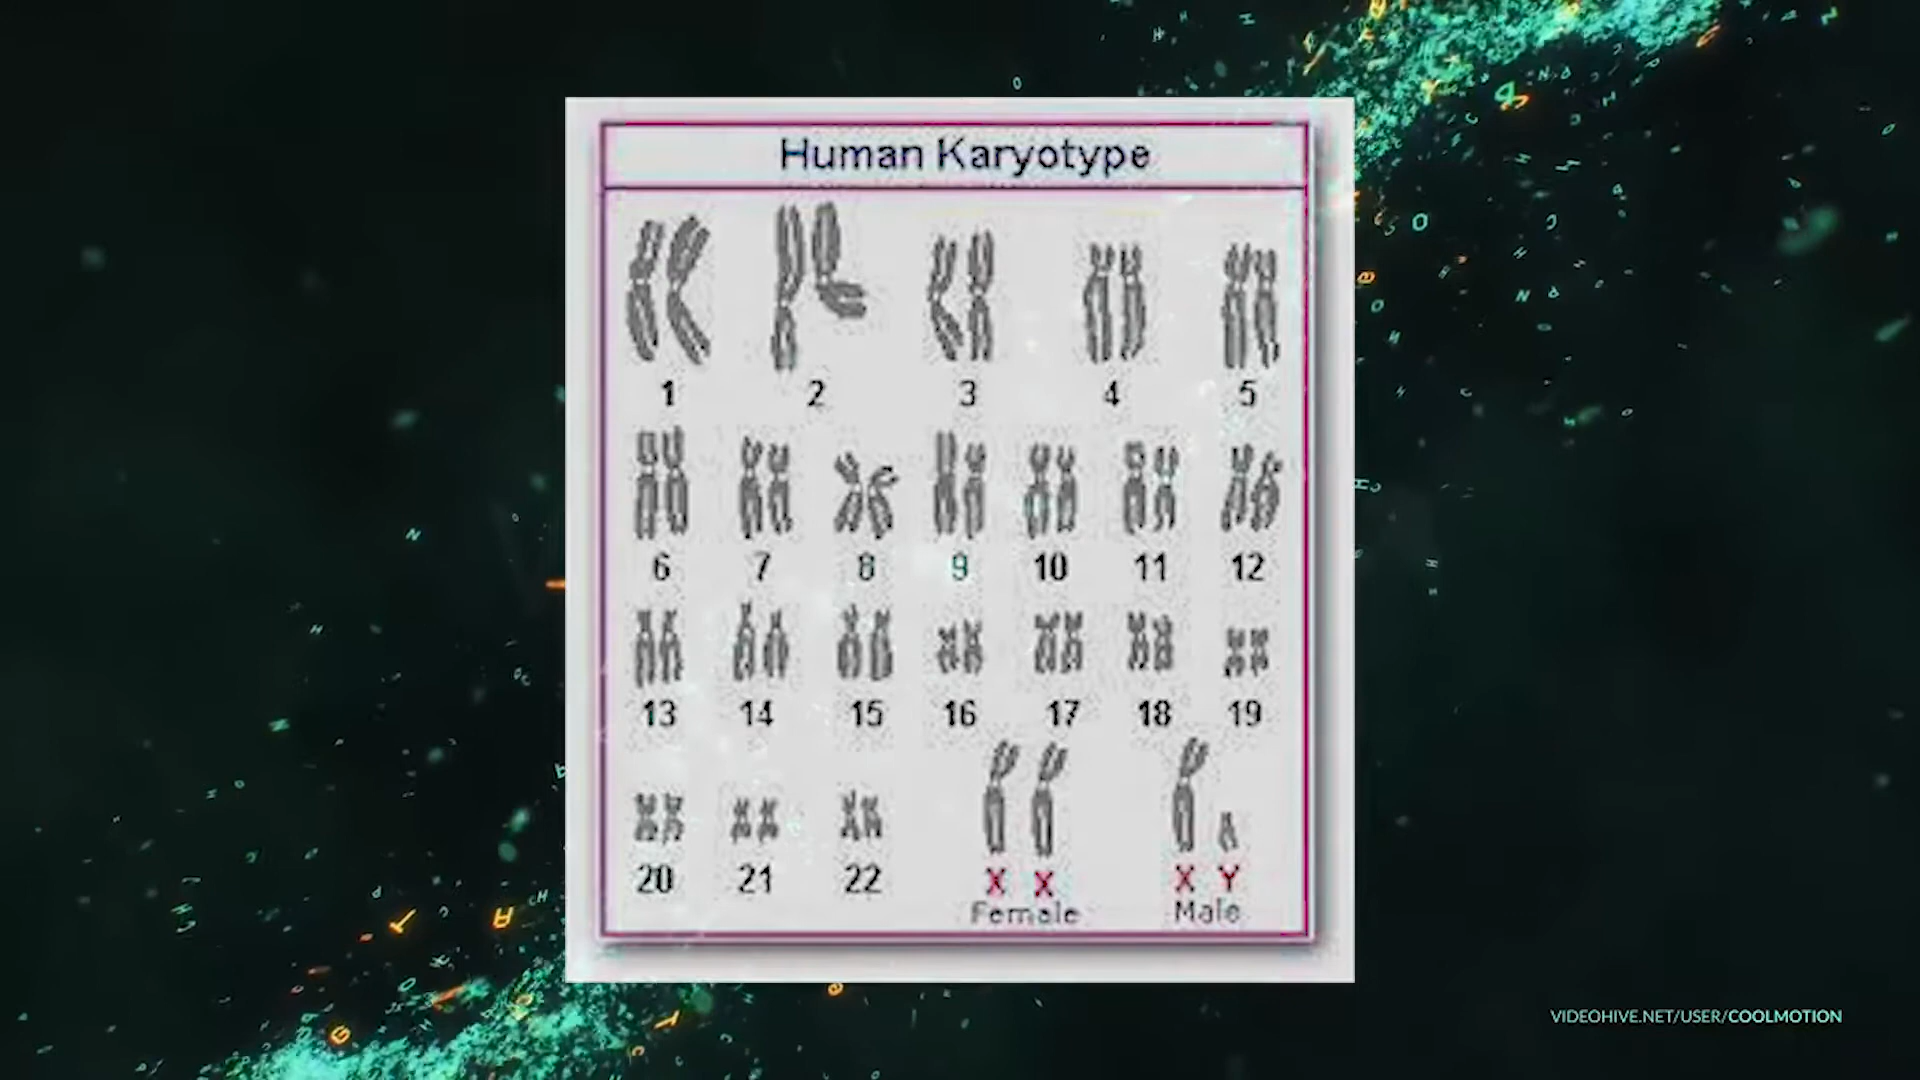 Human Karyotype
1 2 3 4 5
6 7 8 9 10 11 12
13 14 15 16 17 18 19
20 21 22 X X X Y
Female Male
VIDEOHIVE.NET/USER/COOLMOTION